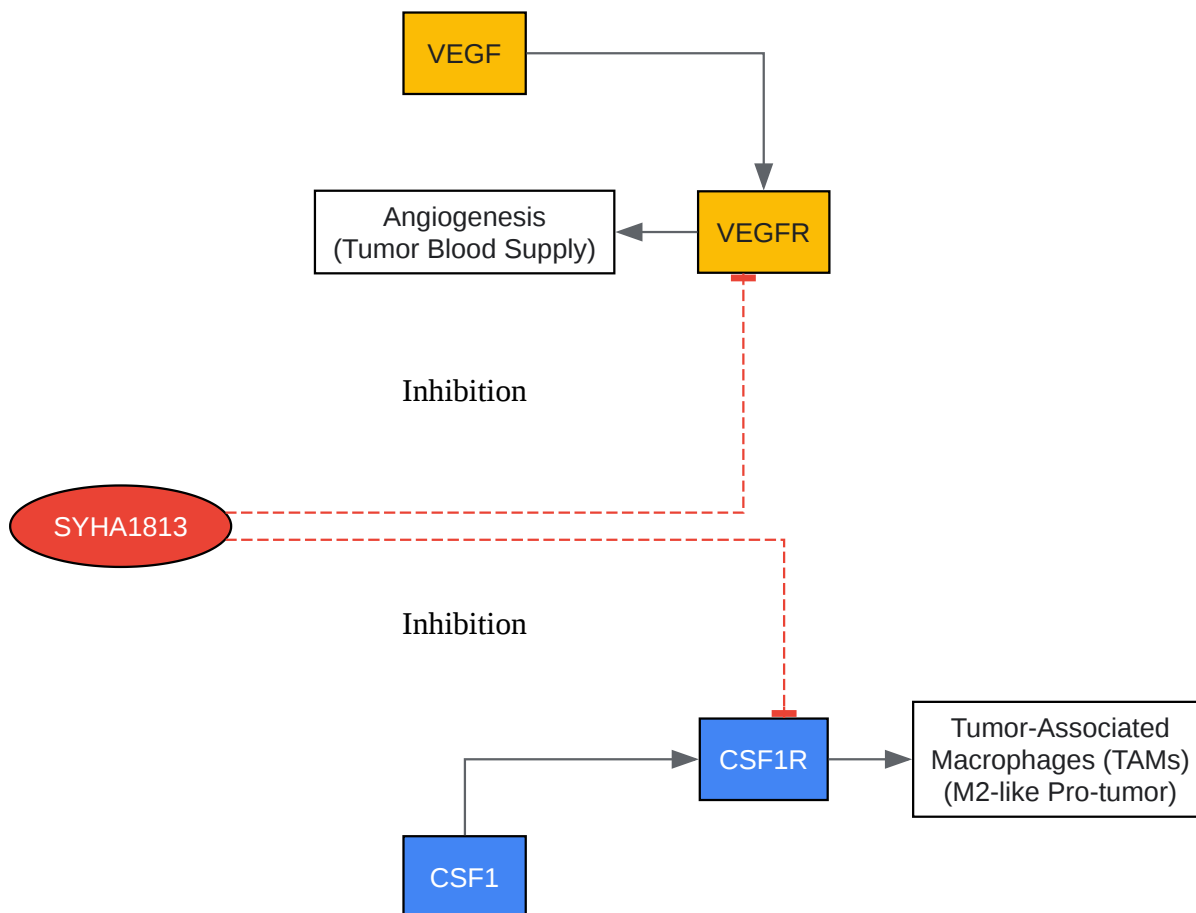 VEGF
Angiogenesis
(Tumor Blood Supply)
VEGFR
Inhibition
SYHA1813
Inhibition
CSF1R
Tumor-Associated
Macrophages (TAMs)
(M2-like Pro-tumor)
CSF1